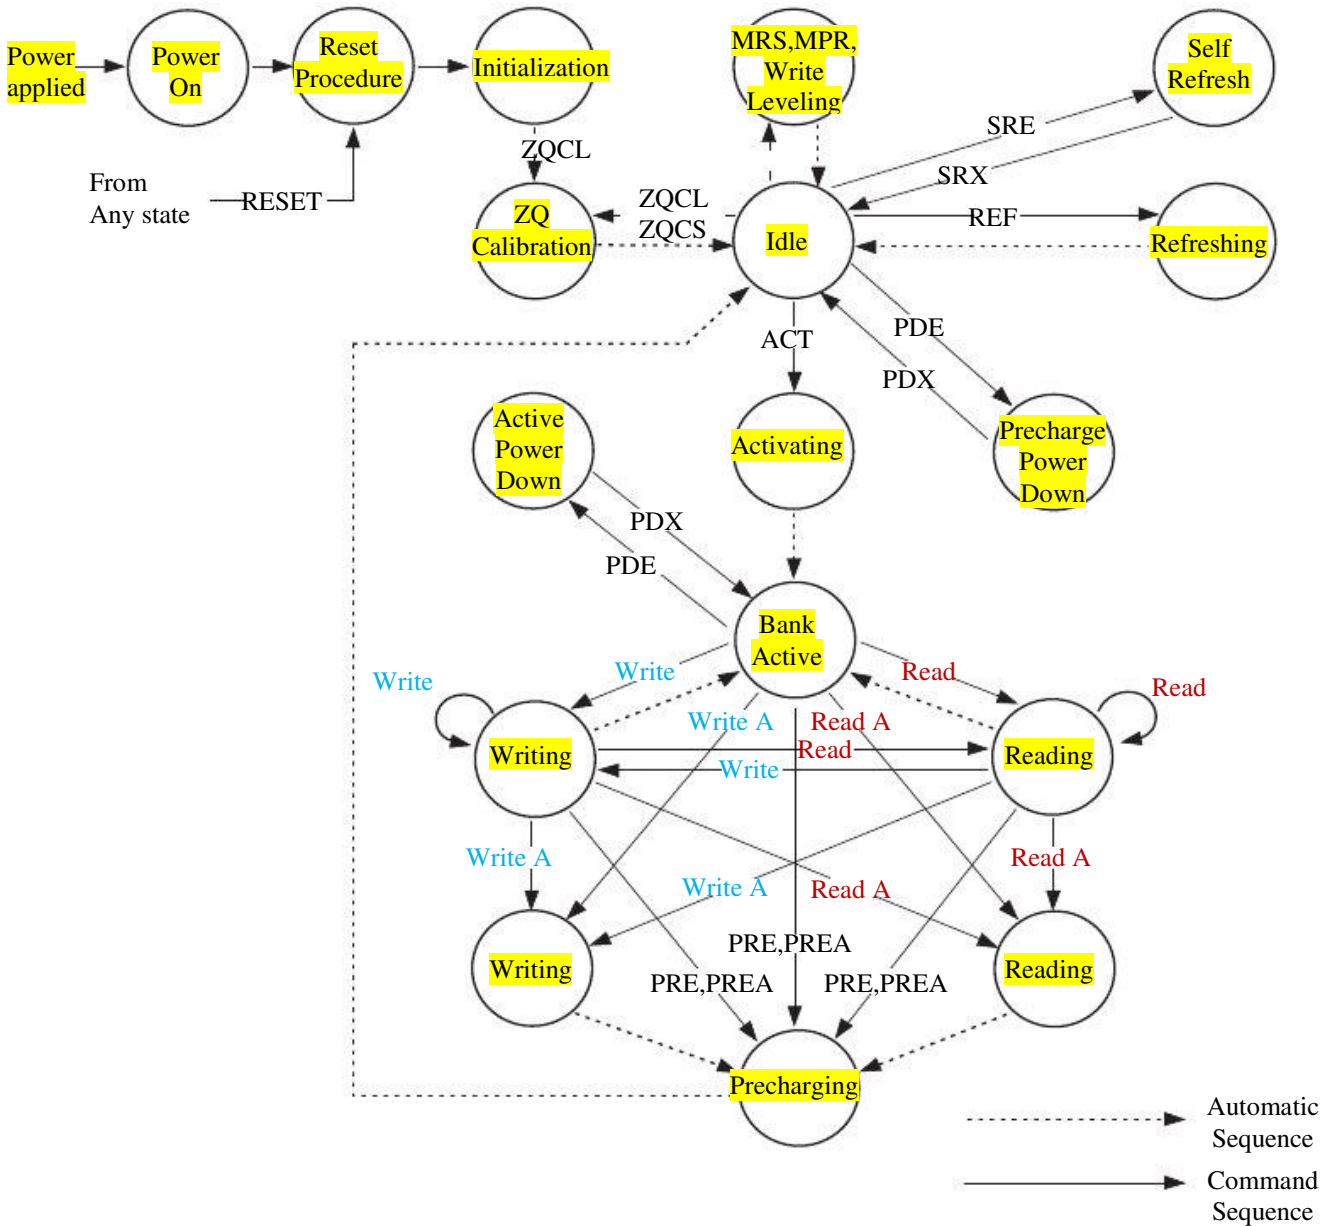 Power
applied
Power
On
Reset
Procedure
Initialization
MRS,MPR,
Write
Leveling
Self
Refresh
ZQCL
SRE
SRX
From
Any state
RESET
ZQ
Calibration
ZQCL
ZQCS
Idle
REF
Refreshing
ACT
PDE
PDX
Active
Power
Down
Activating
Precharge
Power
Down
PDX
PDE
Bank
Active
Write
Write
Read
Read
Write A
Read A
Writing
Read
Write
Reading
Write A
Write A
Read A
Read A
Writing
PRE,PREA
PRE,PREA
PRE,PREA
Reading
Precharging
Automatic
Sequence
Command
Sequence